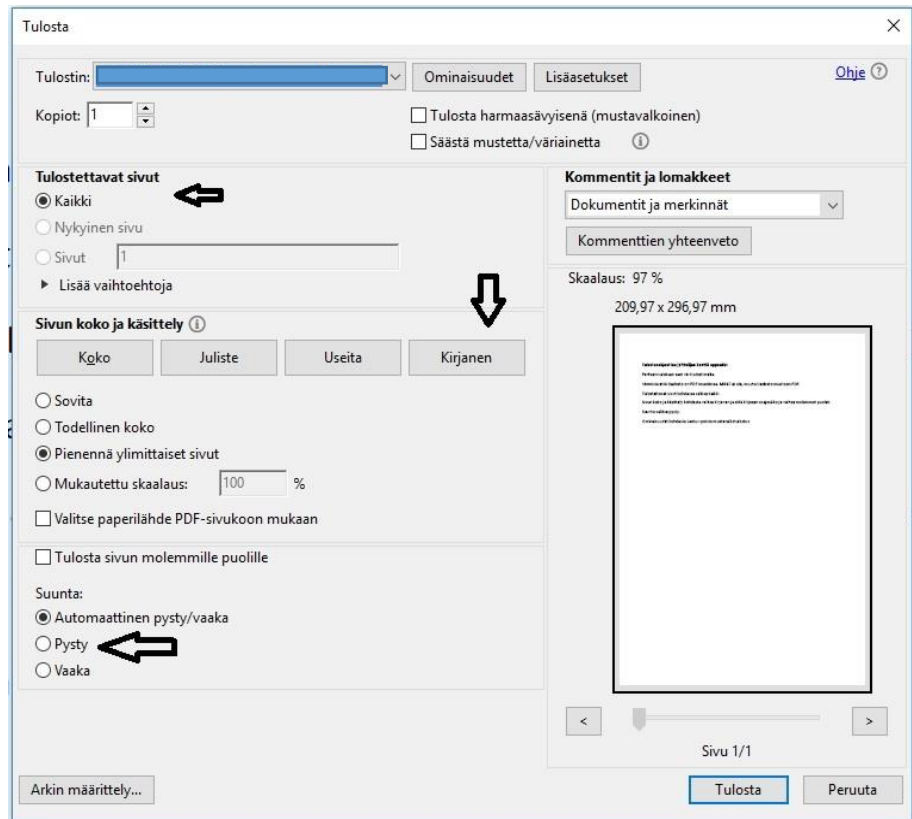 Tulosta
Tulostin:
Ominaisuudet
Lisäasetukset
Ohje
Kopiot: 1
Tulosta harmaasävyisenä (mustavalkoinen)
Säästä mustetta/väriainetta
Tulostettavat sivut
Kaikki
Nykyinen sivu
Sivut 1
Lisää vaihtoehtoja
Sivun koko ja käsittely
Koko
Juliste
Useita
Kirjanen
Sovita
Todellinen koko
Pienennä ylimittaiset sivut
Mukautettu skaalaus: 100 %
Valitse paperilähde PDF-sivukoon mukaan
Tulosta sivun molemmille puolille
Suunta:
Automaattinen pysty/vaaka
Pysty
Vaaka
Kommentit ja lomakkeet
Dokumentit ja merkinnät
Kommenttien yhteenveto
Skaalaus: 97 %
209,97 x 296,97 mm
<
>
Sivu 1/1
Arkin määrittely...
Tulosta
Peruuta